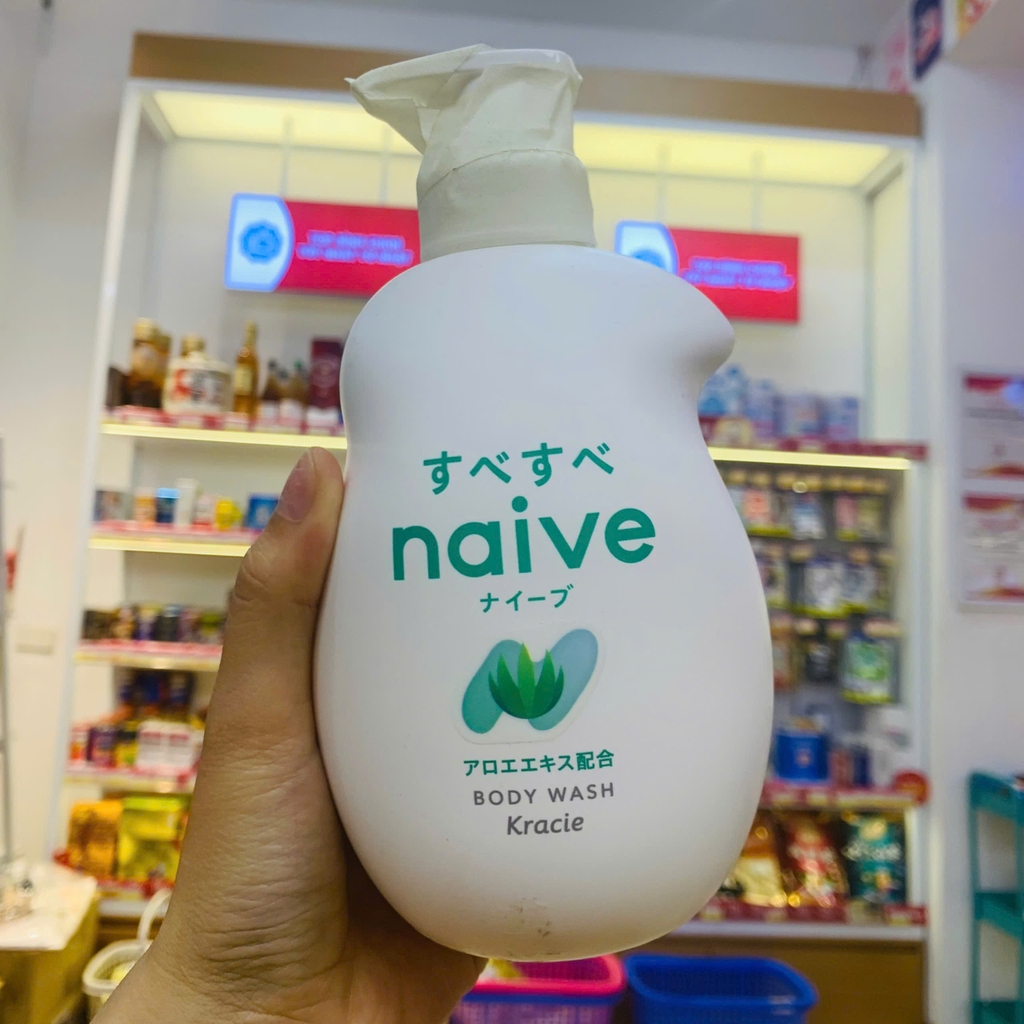 すべすべ
naive
ナイーブ
アロエエキス配合
BODY WASH
Kracie